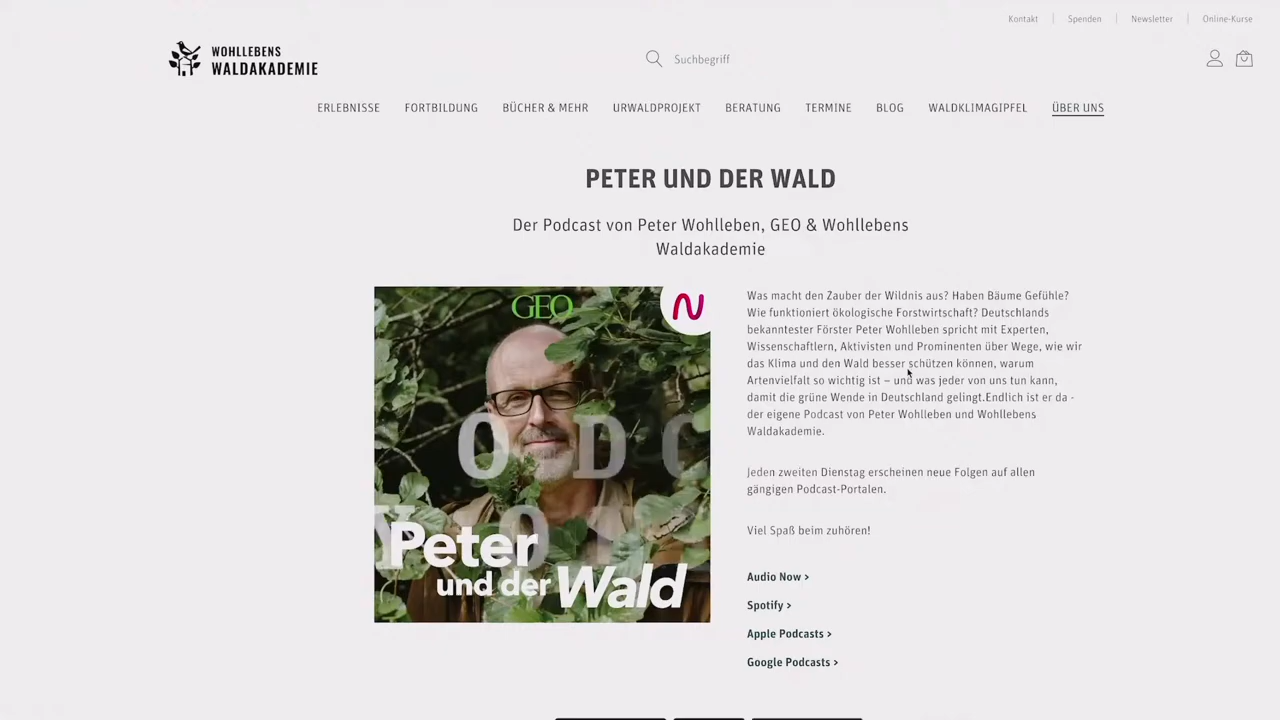 Kontakt
Spenden
Newsletter
Online-Kurse
WOHLLEBENS
WALDAKADEMIE
Suchbegriff
ERLEBNISSE
FORTBILDUNG
BÜCHER & MEHR
URWALDPROJEKT
BERATUNG
TERMINE
BLOG
WALDKLIMAGIPFEL
ÜBER UNS
PETER UND DER WALD
Der Podcast von Peter Wohlleben, GEO & Wohllebens
Waldakademie
GEO
Peter
und der Wald
Was macht den Zauber der Wildnis aus? Haben Bäume Gefühle?
Wie funktioniert ökologische Forstwirtschaft? Deutschlands
bekanntester Förster Peter Wohlleben spricht mit Experten,
Wissenschaftlern, Aktivisten und Prominenten über Wege, wie wir
das Klima und den Wald besser schützen können, warum
Artenvielfalt so wichtig ist – und was jeder von uns tun kann,
damit die grüne Wende in Deutschland gelingt.Endlich ist er da -
der eigene Podcast von Peter Wohlleben und Wohllebens
Waldakademie.
Jeden zweiten Dienstag erscheinen neue Folgen auf allen
gängigen Podcast-Portalen.
Viel Spaß beim zuhören!
Audio Now >
Spotify >
Apple Podcasts >
Google Podcasts >